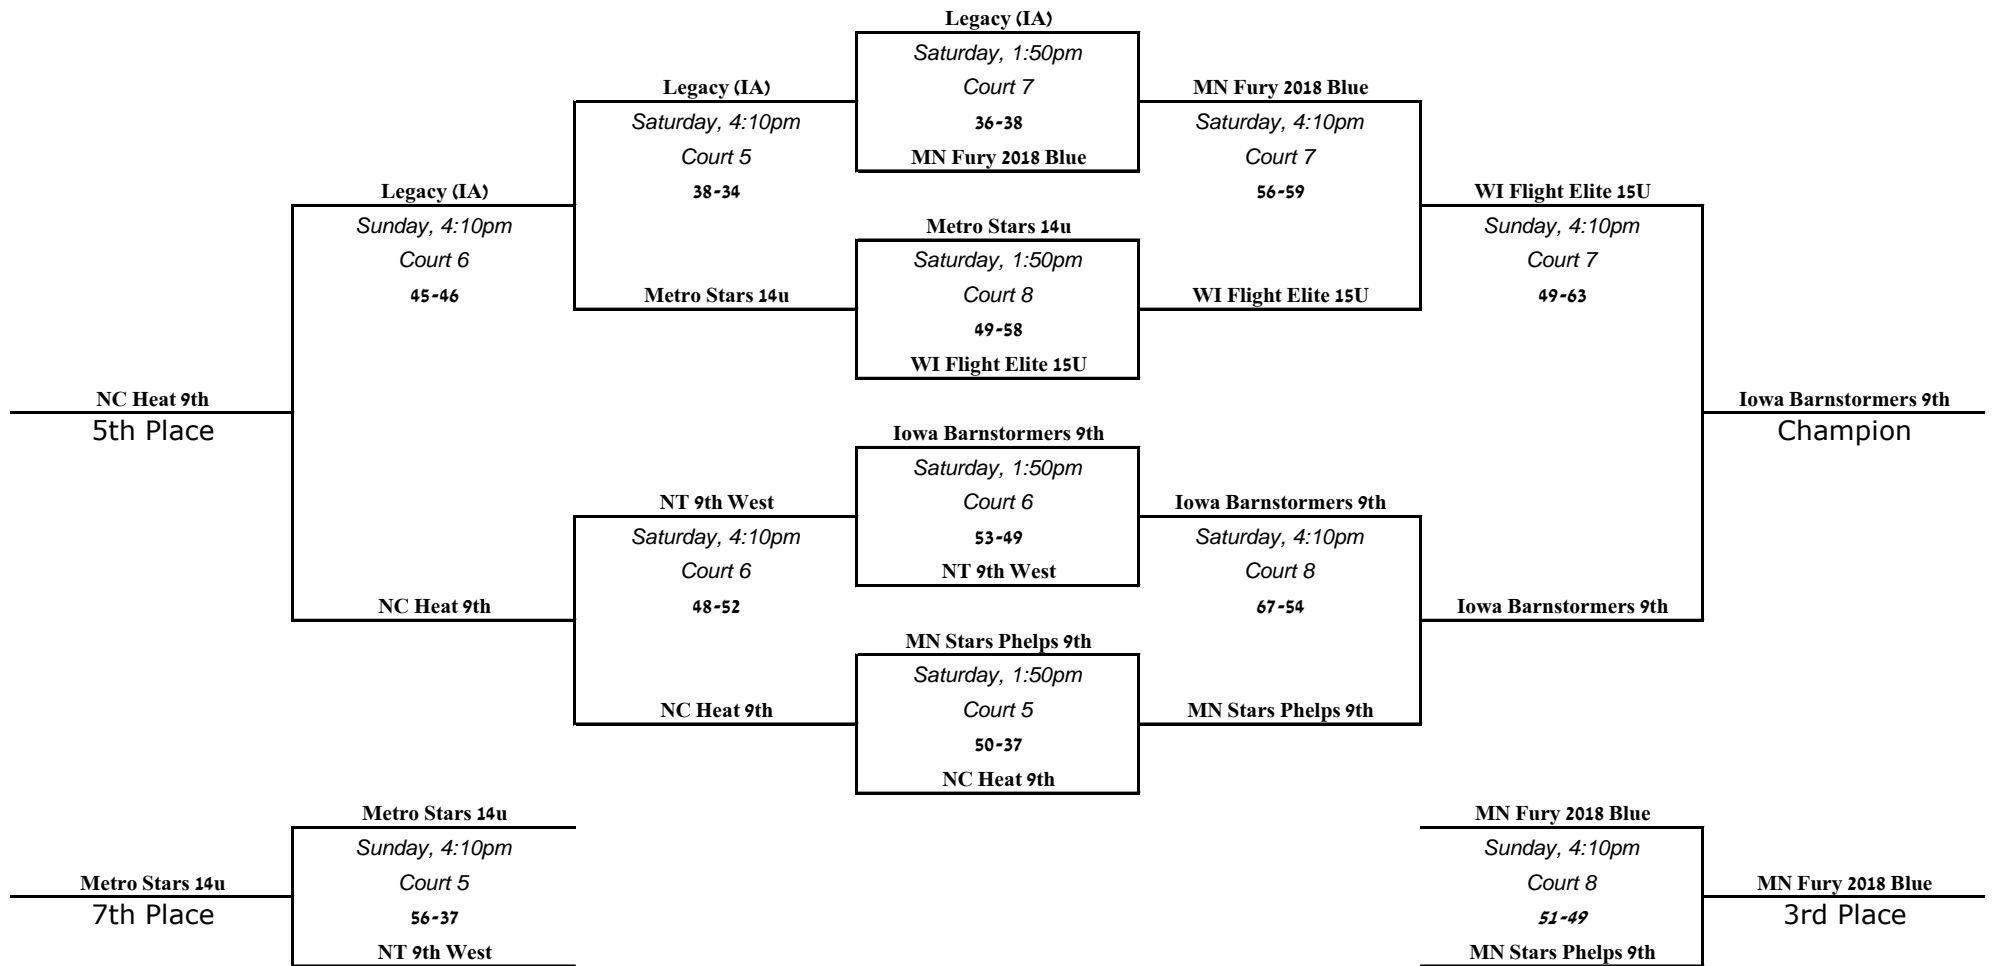 Legacy (IA)
Saturday, 1:50pm
Court 7
36-38
MN Fury 2018 Blue
Legacy (IA)
Saturday, 4:10pm
Court 5
38-34
Metro Stars 14u
MN Fury 2018 Blue
Saturday, 4:10pm
Court 7
56-59
WI Flight Elite 15U
Legacy (IA)
Sunday, 4:10pm
Court 6
45-46
NC Heat 9th
Metro Stars 14u
Saturday, 1:50pm
Court 8
49-58
WI Flight Elite 15U
WI Flight Elite 15U
Sunday, 4:10pm
Court 7
49-63
Iowa Barnstormers 9th
NC Heat 9th
5th Place
Iowa Barnstormers 9th
Champion
Iowa Barnstormers 9th
Saturday, 1:50pm
Court 6
53-49
NT 9th West
NT 9th West
Saturday, 4:10pm
Court 6
48-52
NC Heat 9th
Iowa Barnstormers 9th
Saturday, 4:10pm
Court 8
67-54
MN Stars Phelps 9th
MN Stars Phelps 9th
Saturday, 1:50pm
Court 5
50-37
NC Heat 9th
Metro Stars 14u
Sunday, 4:10pm
Court 5
56-37
NT 9th West
Metro Stars 14u
7th Place
MN Fury 2018 Blue
Sunday, 4:10pm
Court 8
51-49
MN Stars Phelps 9th
MN Fury 2018 Blue
3rd Place